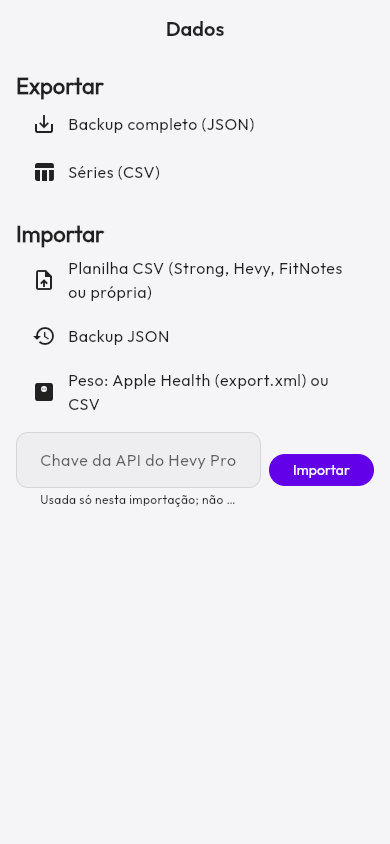 Dados
Exportar
Backup completo (JSON)
Séries (CSV)
Importar
Planilha CSV (Strong, Hevy, FitNotes
ou própria)
Backup JSON
Peso: Apple Health (export.xml) ou
CSV
Chave da API do Hevy Pro
Importar
Usada só nesta importação; não ...